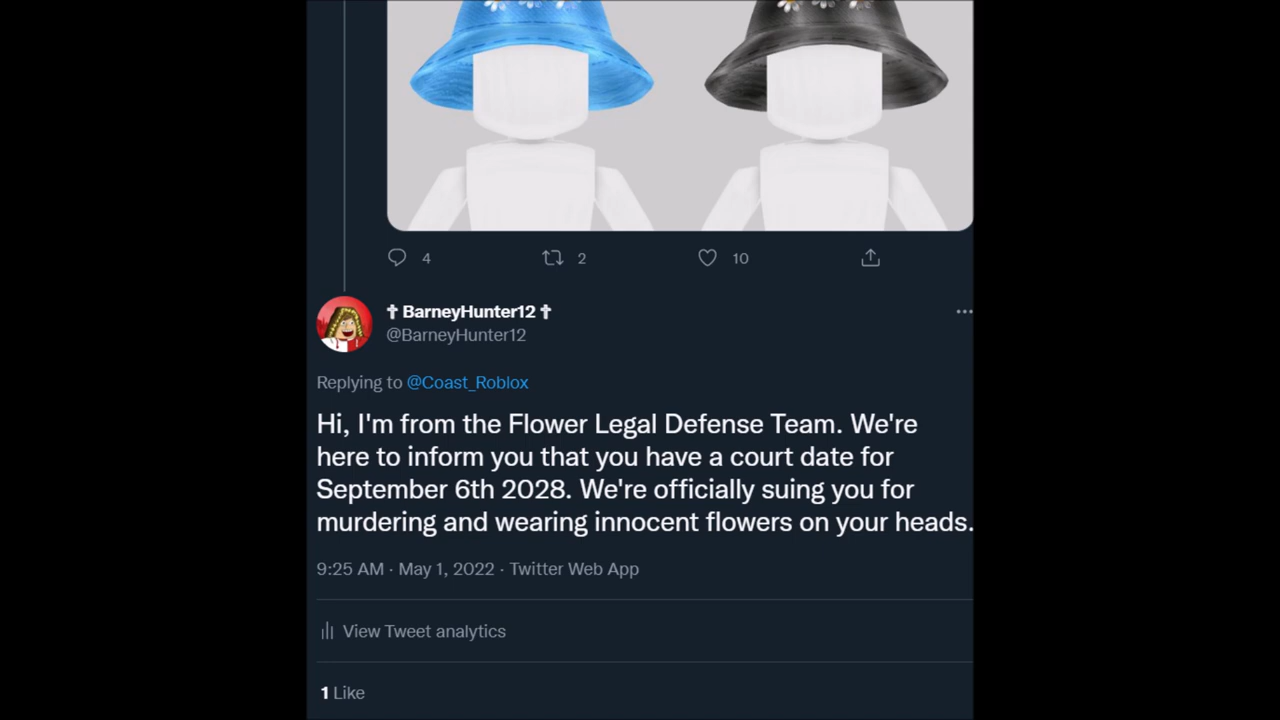 4 2 10
✝ BarneyHunter12 ✝
@BarneyHunter12
Replying to @Coast_Roblox
Hi, I'm from the Flower Legal Defense Team. We're
here to inform you that you have a court date for
September 6th 2028. We're officially suing you for
murdering and wearing innocent flowers on your heads.
9:25 AM · May 1, 2022 · Twitter Web App
View Tweet analytics
1 Like